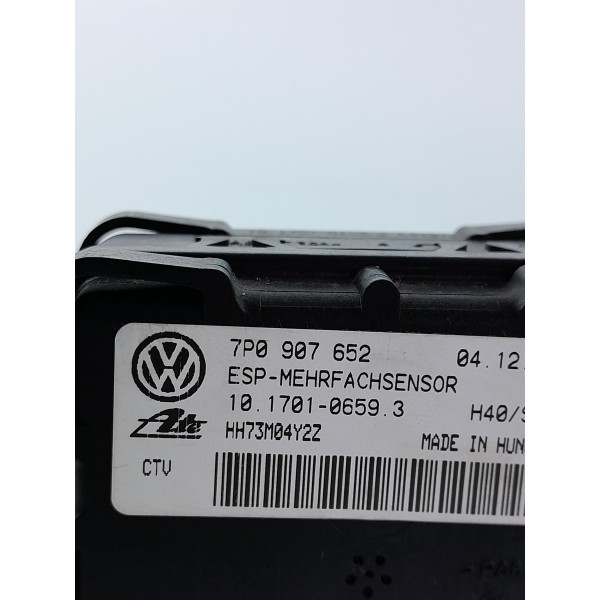 7P0 907 652 04.12.
ESP-MEHRFACHSENSOR
10.1701-0659.3 H40/S
Ate HH73M04Y2Z MADE IN HUN
CTV